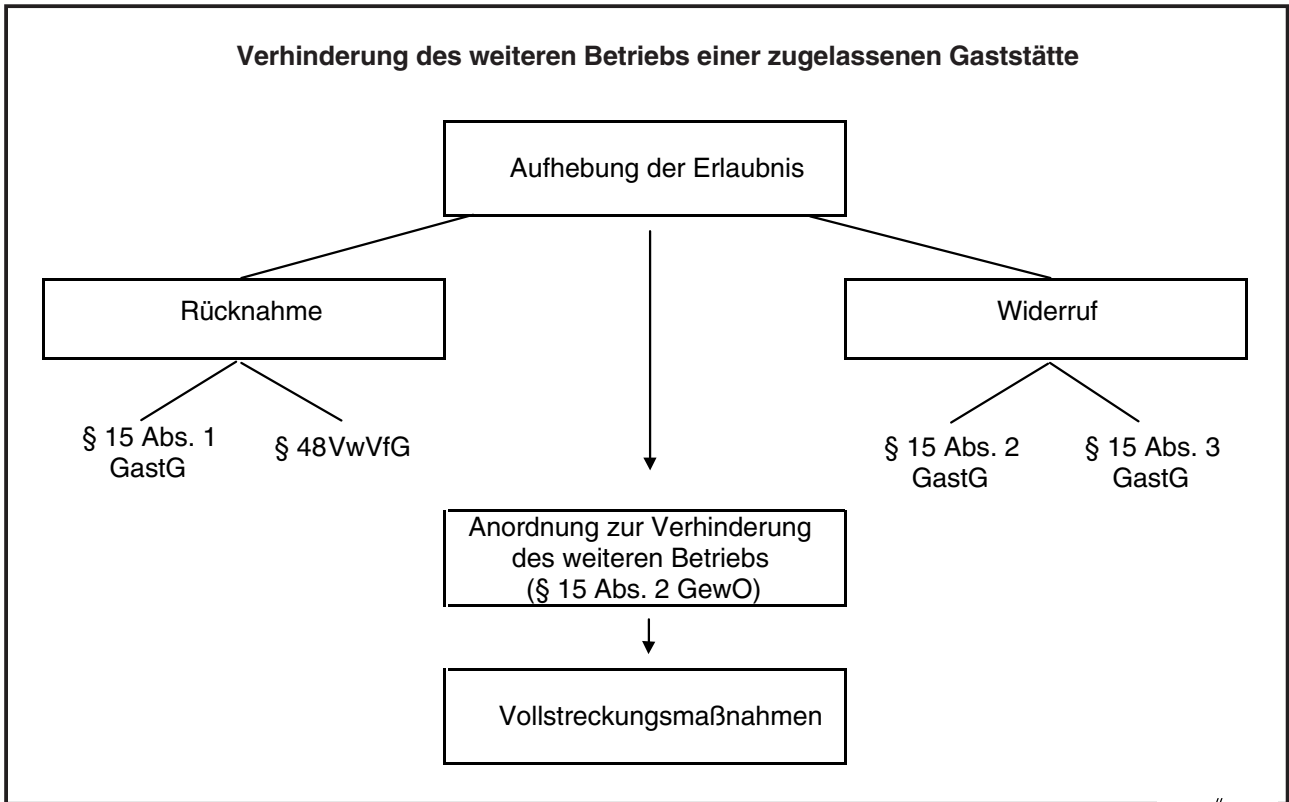 Verhinderung des weiteren Betriebs einer zugelassenen Gaststätte
Aufhebung der Erlaubnis
Rücknahme
Widerruf
§ 15 Abs. 1
GastG
§ 48VwVfG
§ 15 Abs. 2
GastG
§ 15 Abs. 3
GastG
Anordnung zur Verhinderung
des weiteren Betriebs
(§ 15 Abs. 2 GewO)
Vollstreckungsmaßnahmen